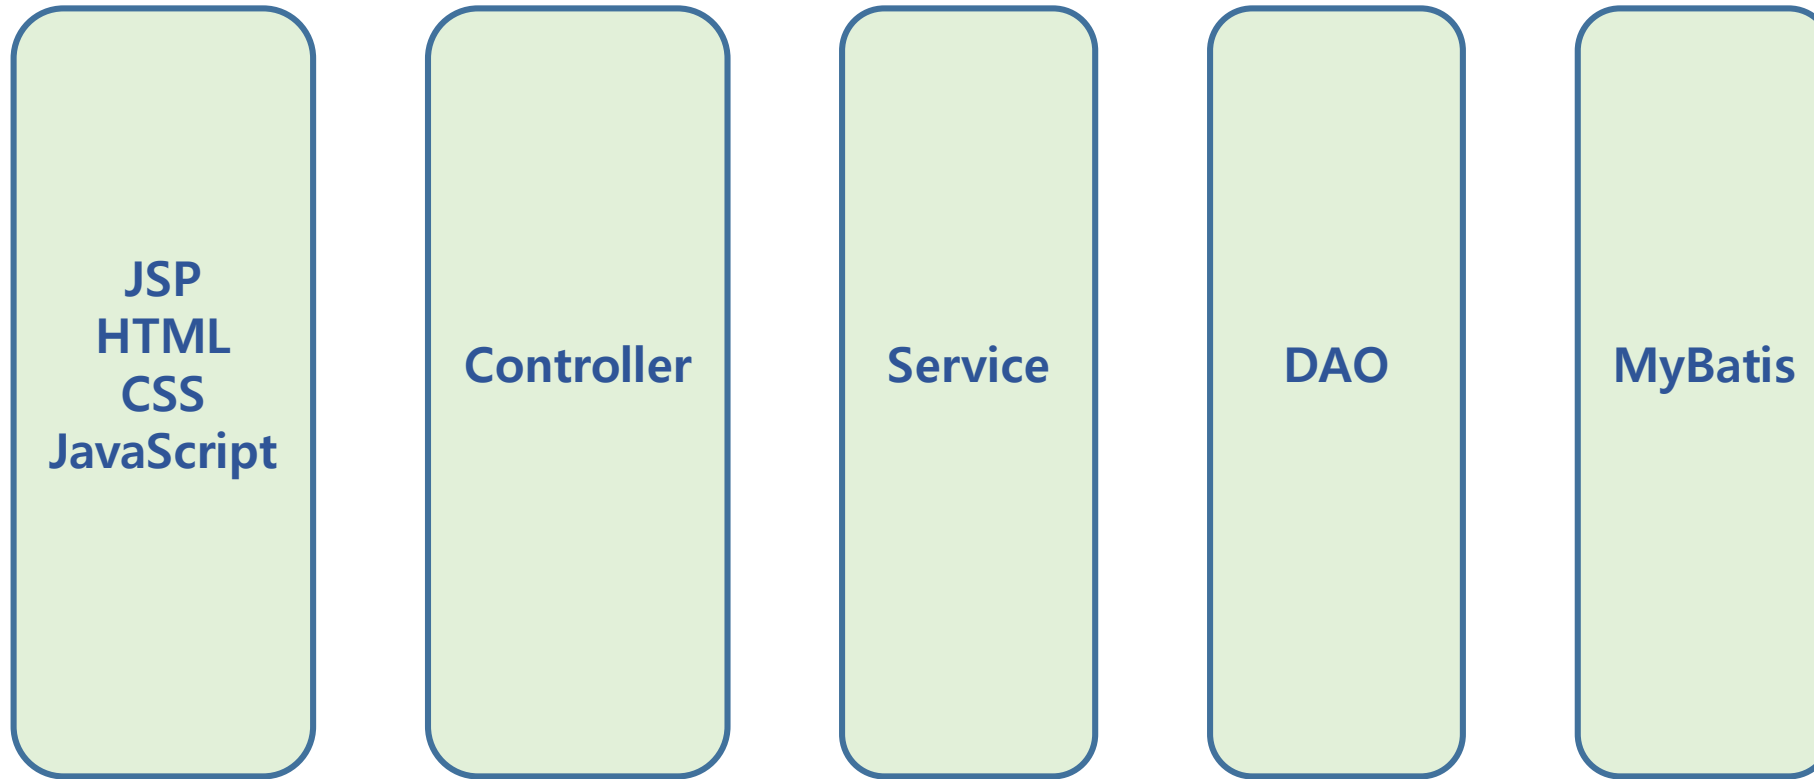 JSP
HTML
CSS
JavaScript
Controller
Service
DAO
MyBatis